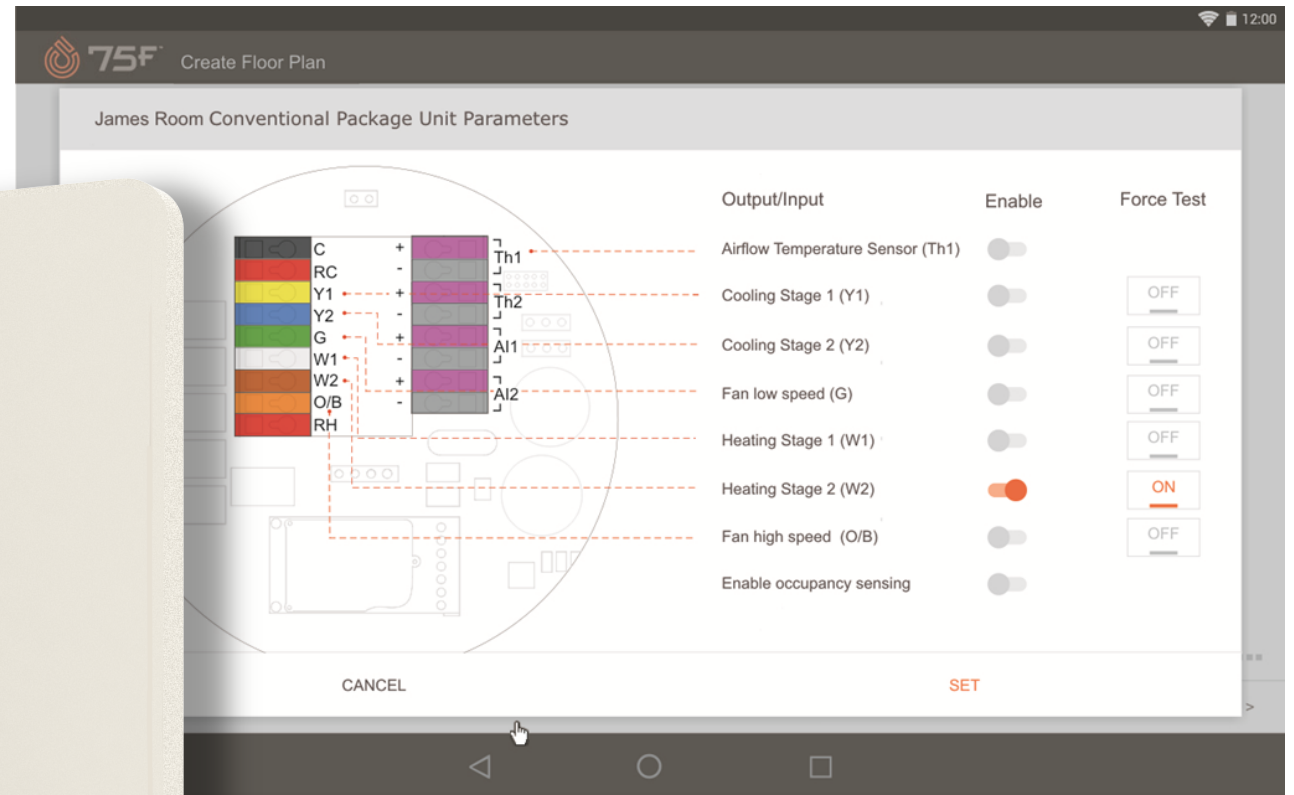 12:00
75F Create Floor Plan
James Room Conventional Package Unit Parameters
Output/Input Enable Force Test
C + Th1 Airflow Temperature Sensor (Th1)
RC -
Y1 + Th2 Cooling Stage 1 (Y1) OFF
Y2 - Cooling Stage 2 (Y2) OFF
G + AI1
W1 - Fan low speed (G) OFF
W2 + AI2 Heating Stage 1 (W1) OFF
O/B -
RH
Heating Stage 2 (W2) ON
Fan high speed (O/B) OFF
Enable occupancy sensing
CANCEL SET
>